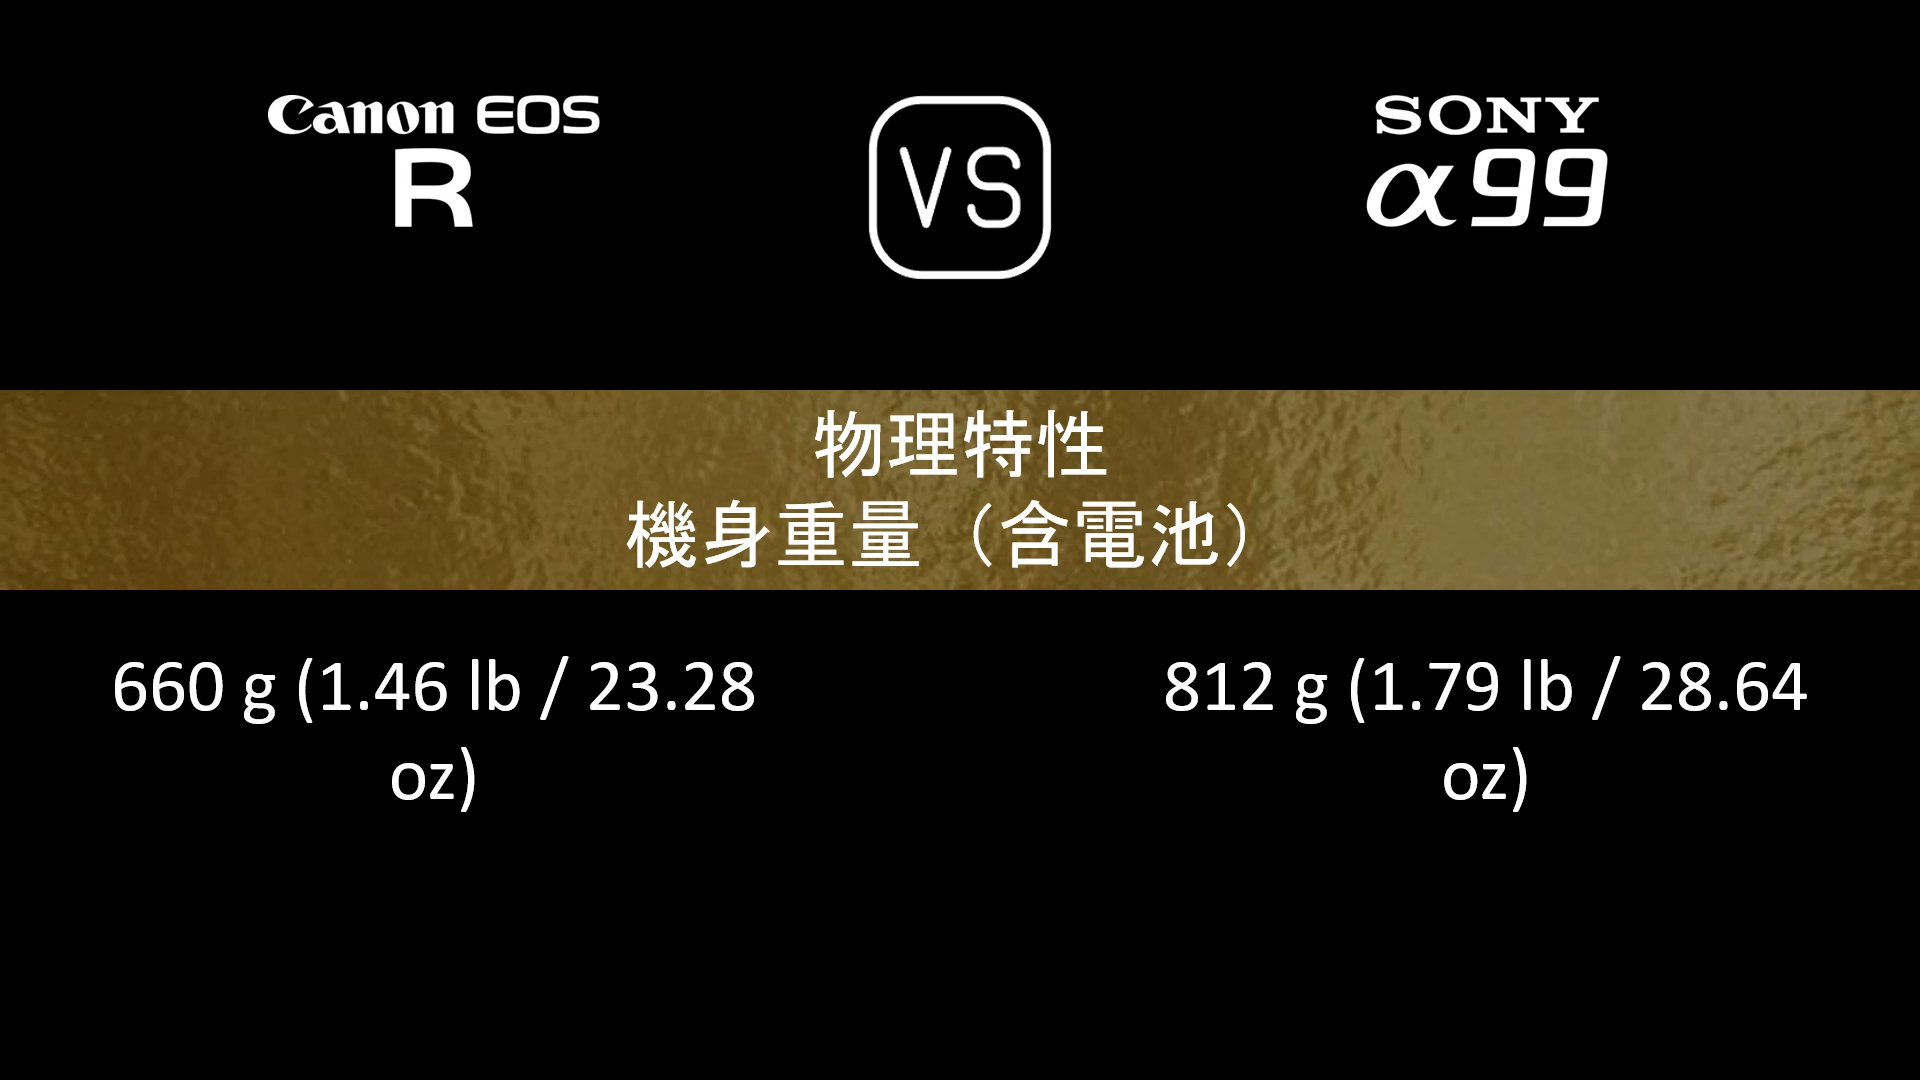 Canon EOS
R
VS
SONY
α99
物理特性
機身重量（含電池）
660 g (1.46 lb / 23.28
oz)
812 g (1.79 lb / 28.64
oz)